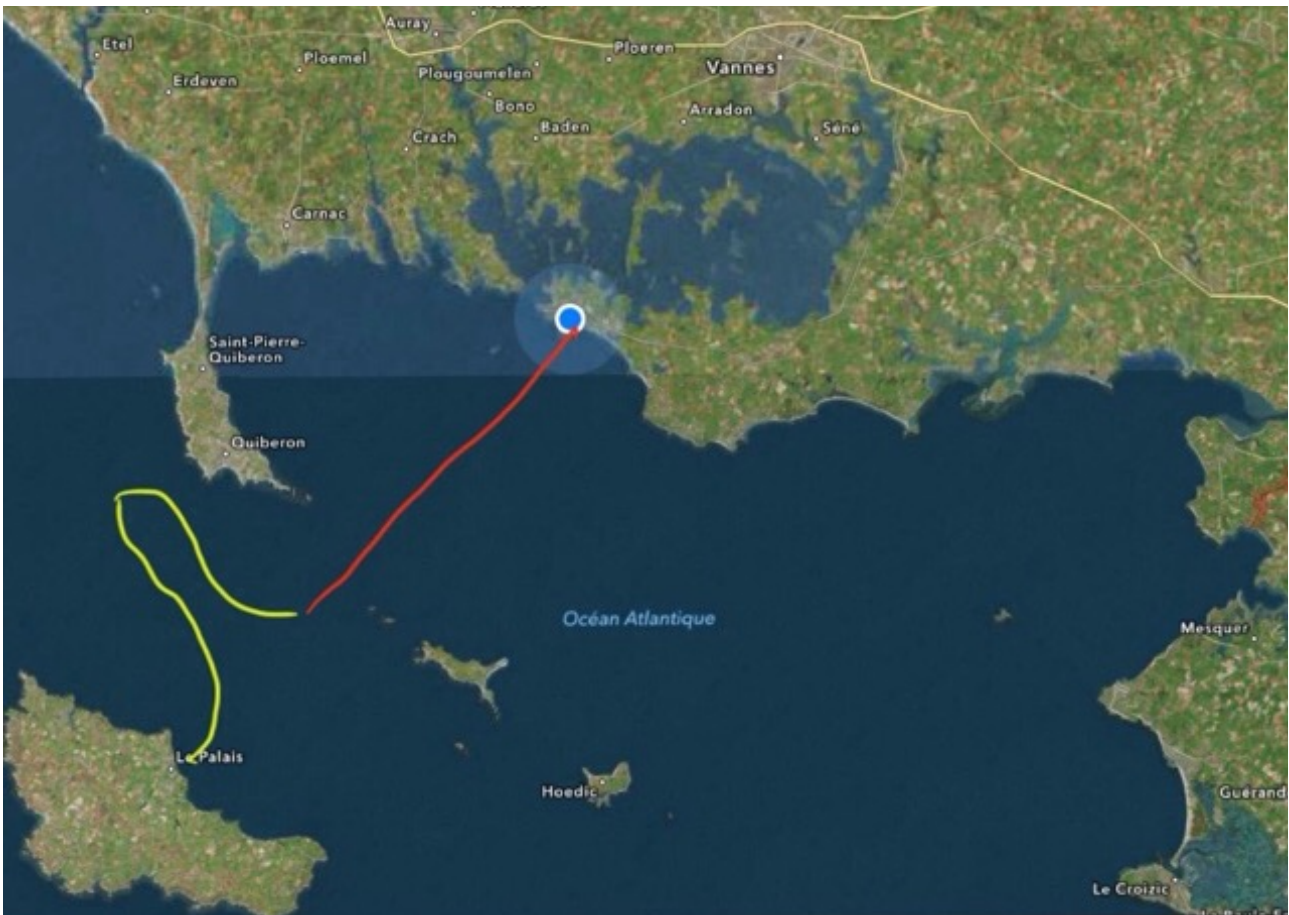 Auray
Etel
Ploemel
Ploeren
Vannes
Plougoumelen
Erdeven
Bono
Arradon
Baden
Séné
Crach
Carnac
Saint-Pierre-
Quiberon
Quiberon
Océan Atlantique
Mesquer
Le Palais
Hoedic
Guérand
Le Croizic